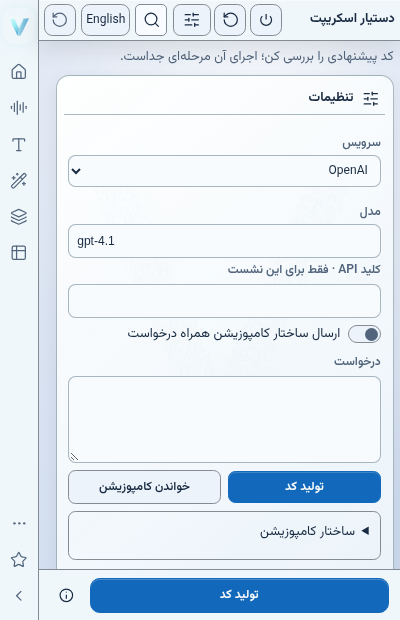 دستیار اسکریپت
English
کد پیشنهادی را بررسی کن؛ اجرای آن مرحله‌ای جداست.
تنظیمات
سرویس
OpenAI
مدل
gpt-4.1
کلید API · فقط برای این نشست
ارسال ساختار کامپوزیشن همراه درخواست
درخواست
تولید کد
خواندن کامپوزیشن
ساختار کامپوزیشن
تولید کد